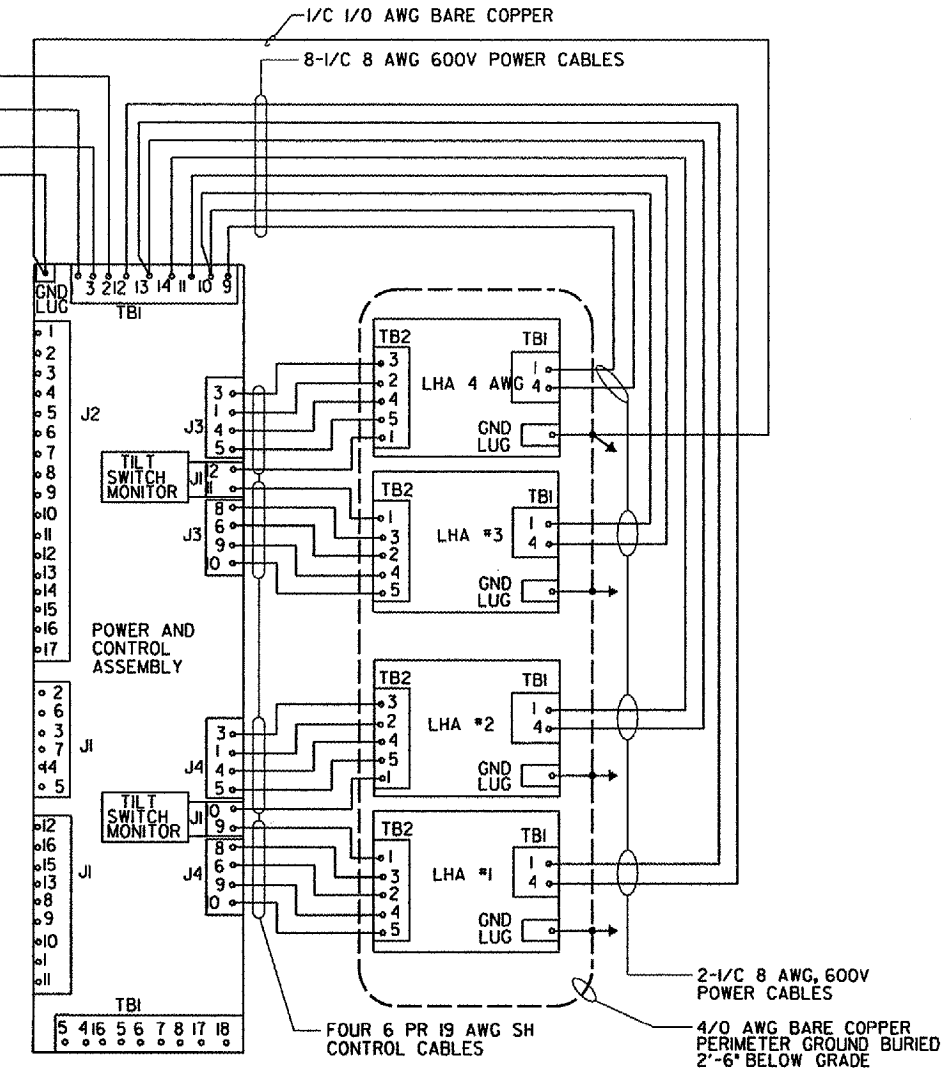 1/C 1/0 AWG BARE COPPER
8-1/C 8 AWG 600V POWER CABLES
GND
LUG
3 2 12 13 14 11 10 9
TB1
J2
1
2
3
4
5
6
7
8
9
10
11
12
13
14
15
16
17
POWER AND
CONTROL
ASSEMBLY
J1
2
6
3
7
14
5
J1
12
16
15
13
8
9
10
1
11
TB1
5 4 16 5 6 7 8 17 18
J3
3
1
4
5
TILT
SWITCH
MONITOR
J1
12
11
J3
8
6
9
10
J4
3
1
4
5
TILT
SWITCH
MONITOR
J1
10
9
J4
8
6
9
10
TB2
3
2
4
5
1
LHA 4 AWG
TB1
1
4
GND
LUG
TB2
1
3
2
4
5
LHA #3
TB1
1
4
GND
LUG
TB2
3
2
4
5
1
LHA #2
TB1
1
4
GND
LUG
TB2
1
3
2
4
5
LHA #1
TB1
1
4
GND
LUG
FOUR 6 PR 19 AWG SH
CONTROL CABLES
2-1/C 8 AWG, 600V
POWER CABLES
4/0 AWG BARE COPPER
PERIMETER GROUND BURIED
2'-6" BELOW GRADE